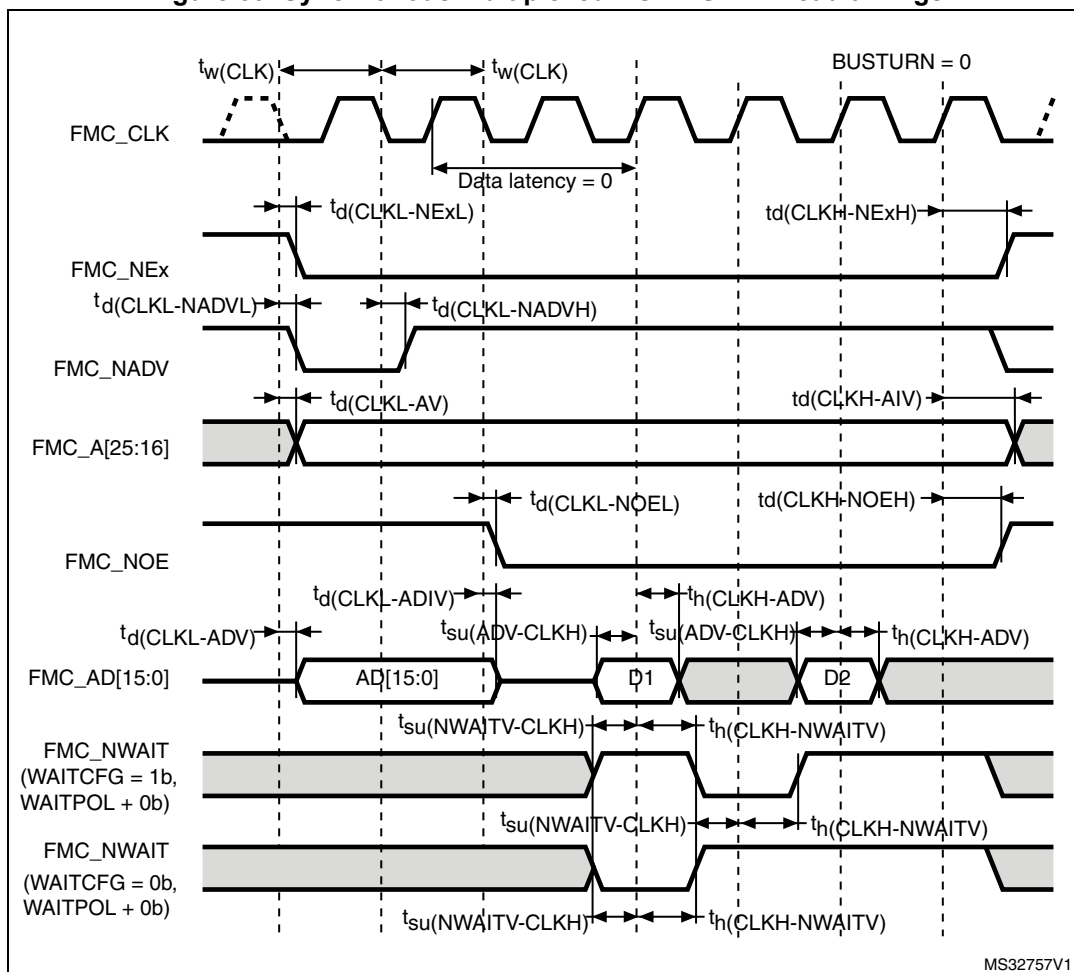 tw(CLK) tw(CLK) BUSTURN = 0
FMC_CLK
Data latency = 0
td(CLKL-NExL) td(CLKH-NExH)
FMC_NEx
td(CLKL-NADVL) td(CLKL-NADVH)
FMC_NADV
td(CLKL-AV) td(CLKH-AIV)
FMC_A[25:16]
td(CLKL-NOEL) td(CLKH-NOEH)
FMC_NOE
td(CLKL-ADIV) th(CLKH-ADV)
td(CLKL-ADV) tsu(ADV-CLKH) tsu(ADV-CLKH) th(CLKH-ADV)
FMC_AD[15:0] AD[15:0] D1 D2
tsu(NWAITV-CLKH) th(CLKH-NWAITV)
FMC_NWAIT
(WAITCFG = 1b,
WAITPOL + 0b)
tsu(NWAITV-CLKH) th(CLKH-NWAITV)
FMC_NWAIT
(WAITCFG = 0b,
WAITPOL + 0b)
tsu(NWAITV-CLKH) th(CLKH-NWAITV)
MS32757V1